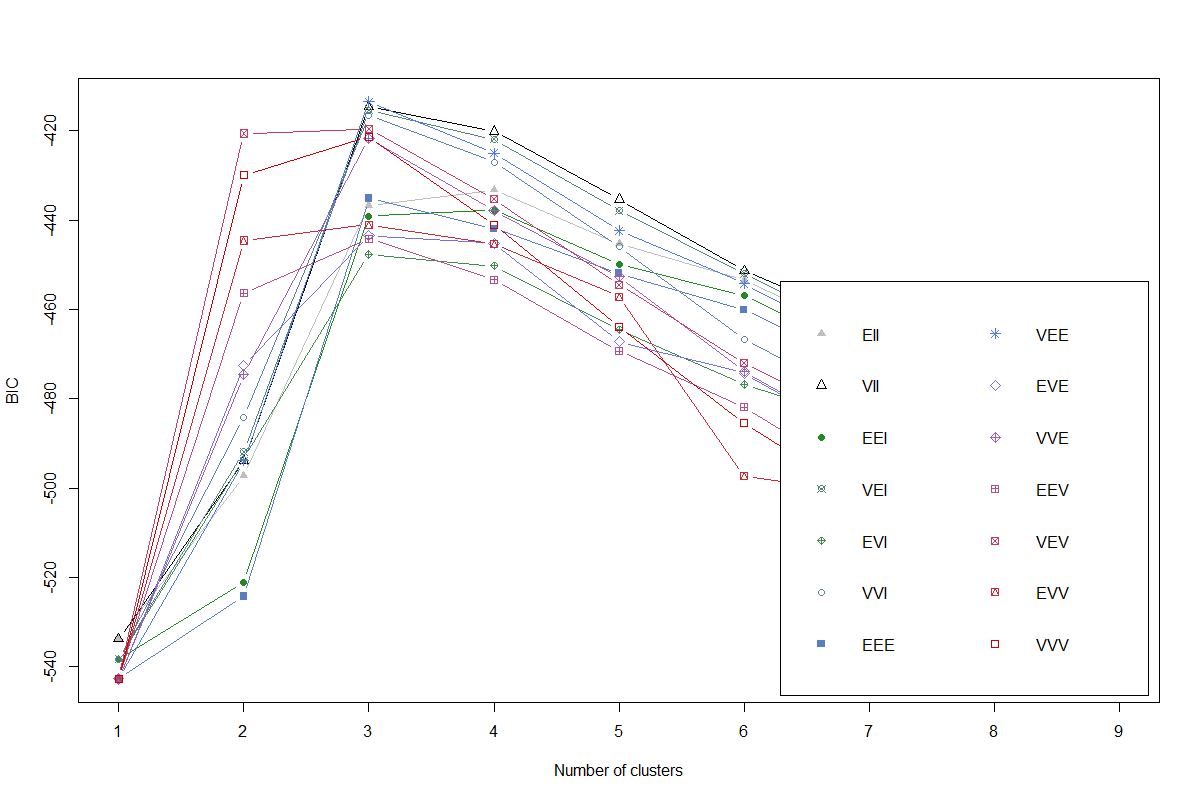 BIC
-420
-440
-460
-480
-500
-520
-540
EII
VII
EEI
VEI
EVI
VVI
EEE
VEE
EVE
VVE
EEV
VEV
EVV
VVV
1 2 3 4 5 6 7 8 9
Number of clusters